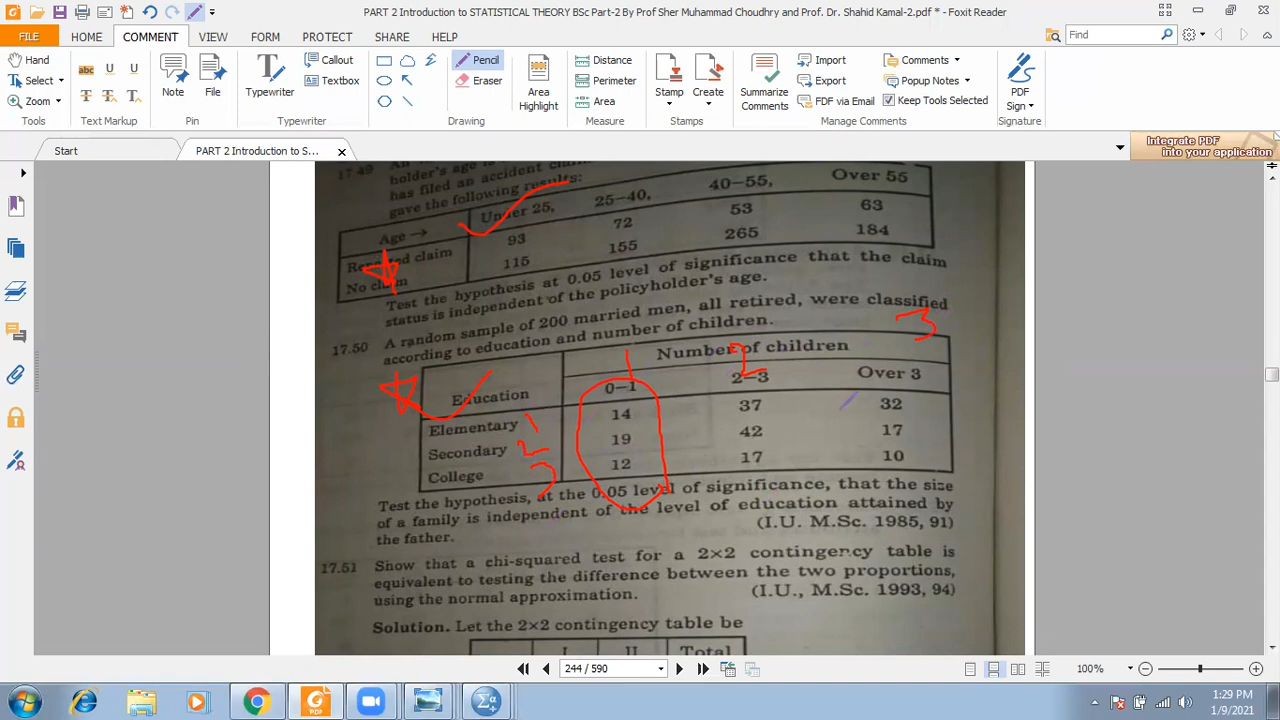 PART 2 Introduction to STATISTICAL THEORY BSc Part-2 By Prof Sher Muhammad Choudhry and Prof. Dr. Shahid Kamal-2.pdf * - Foxit Reader
FILE HOME COMMENT VIEW FORM PROTECT SHARE HELP Find
Hand Callout Pencil Distance Import Comments
Select Textbox Eraser Perimeter Export Popup Notes
Zoom Note File Typewriter Area Highlight Area Stamp Create Summarize Comments FDF via Email Keep Tools Selected PDF Sign
Tools Text Markup Pin Typewriter Drawing Measure Stamps Manage Comments Signature
Start PART 2 Introduction to S... Integrate PDF
into your application
17.49
holder's age is
has filed an accident
gave the following results:
Age → Under 25, 25–40, 40–55, Over 55
claim 93 72 53 63
No claim 115 155 265 184
Test the hypothesis at 0.05 level of significance that the claim
status is independent of the policyholder's age.
17.50 A random sample of 200 married men, all retired, were classified
according to education and number of children.
3
Education Number of children
1 2
0–1 2–3 Over 3
Elementary 1 14 37 32
Secondary 2 19 42 17
College 3 12 17 10
Test the hypothesis, at the 0.05 level of significance, that the size
of a family is independent of the level of education attained by
the father. (I.U. M.Sc. 1985, 91)
17.51 Show that a chi-squared test for a 2×2 contingency table is
equivalent to testing the difference between the two proportions,
using the normal approximation. (I.U., M.Sc. 1993, 94)
Solution. Let the 2×2 contingency table be
I II Total
244 / 590 100%
1:29 PM
1/9/2021